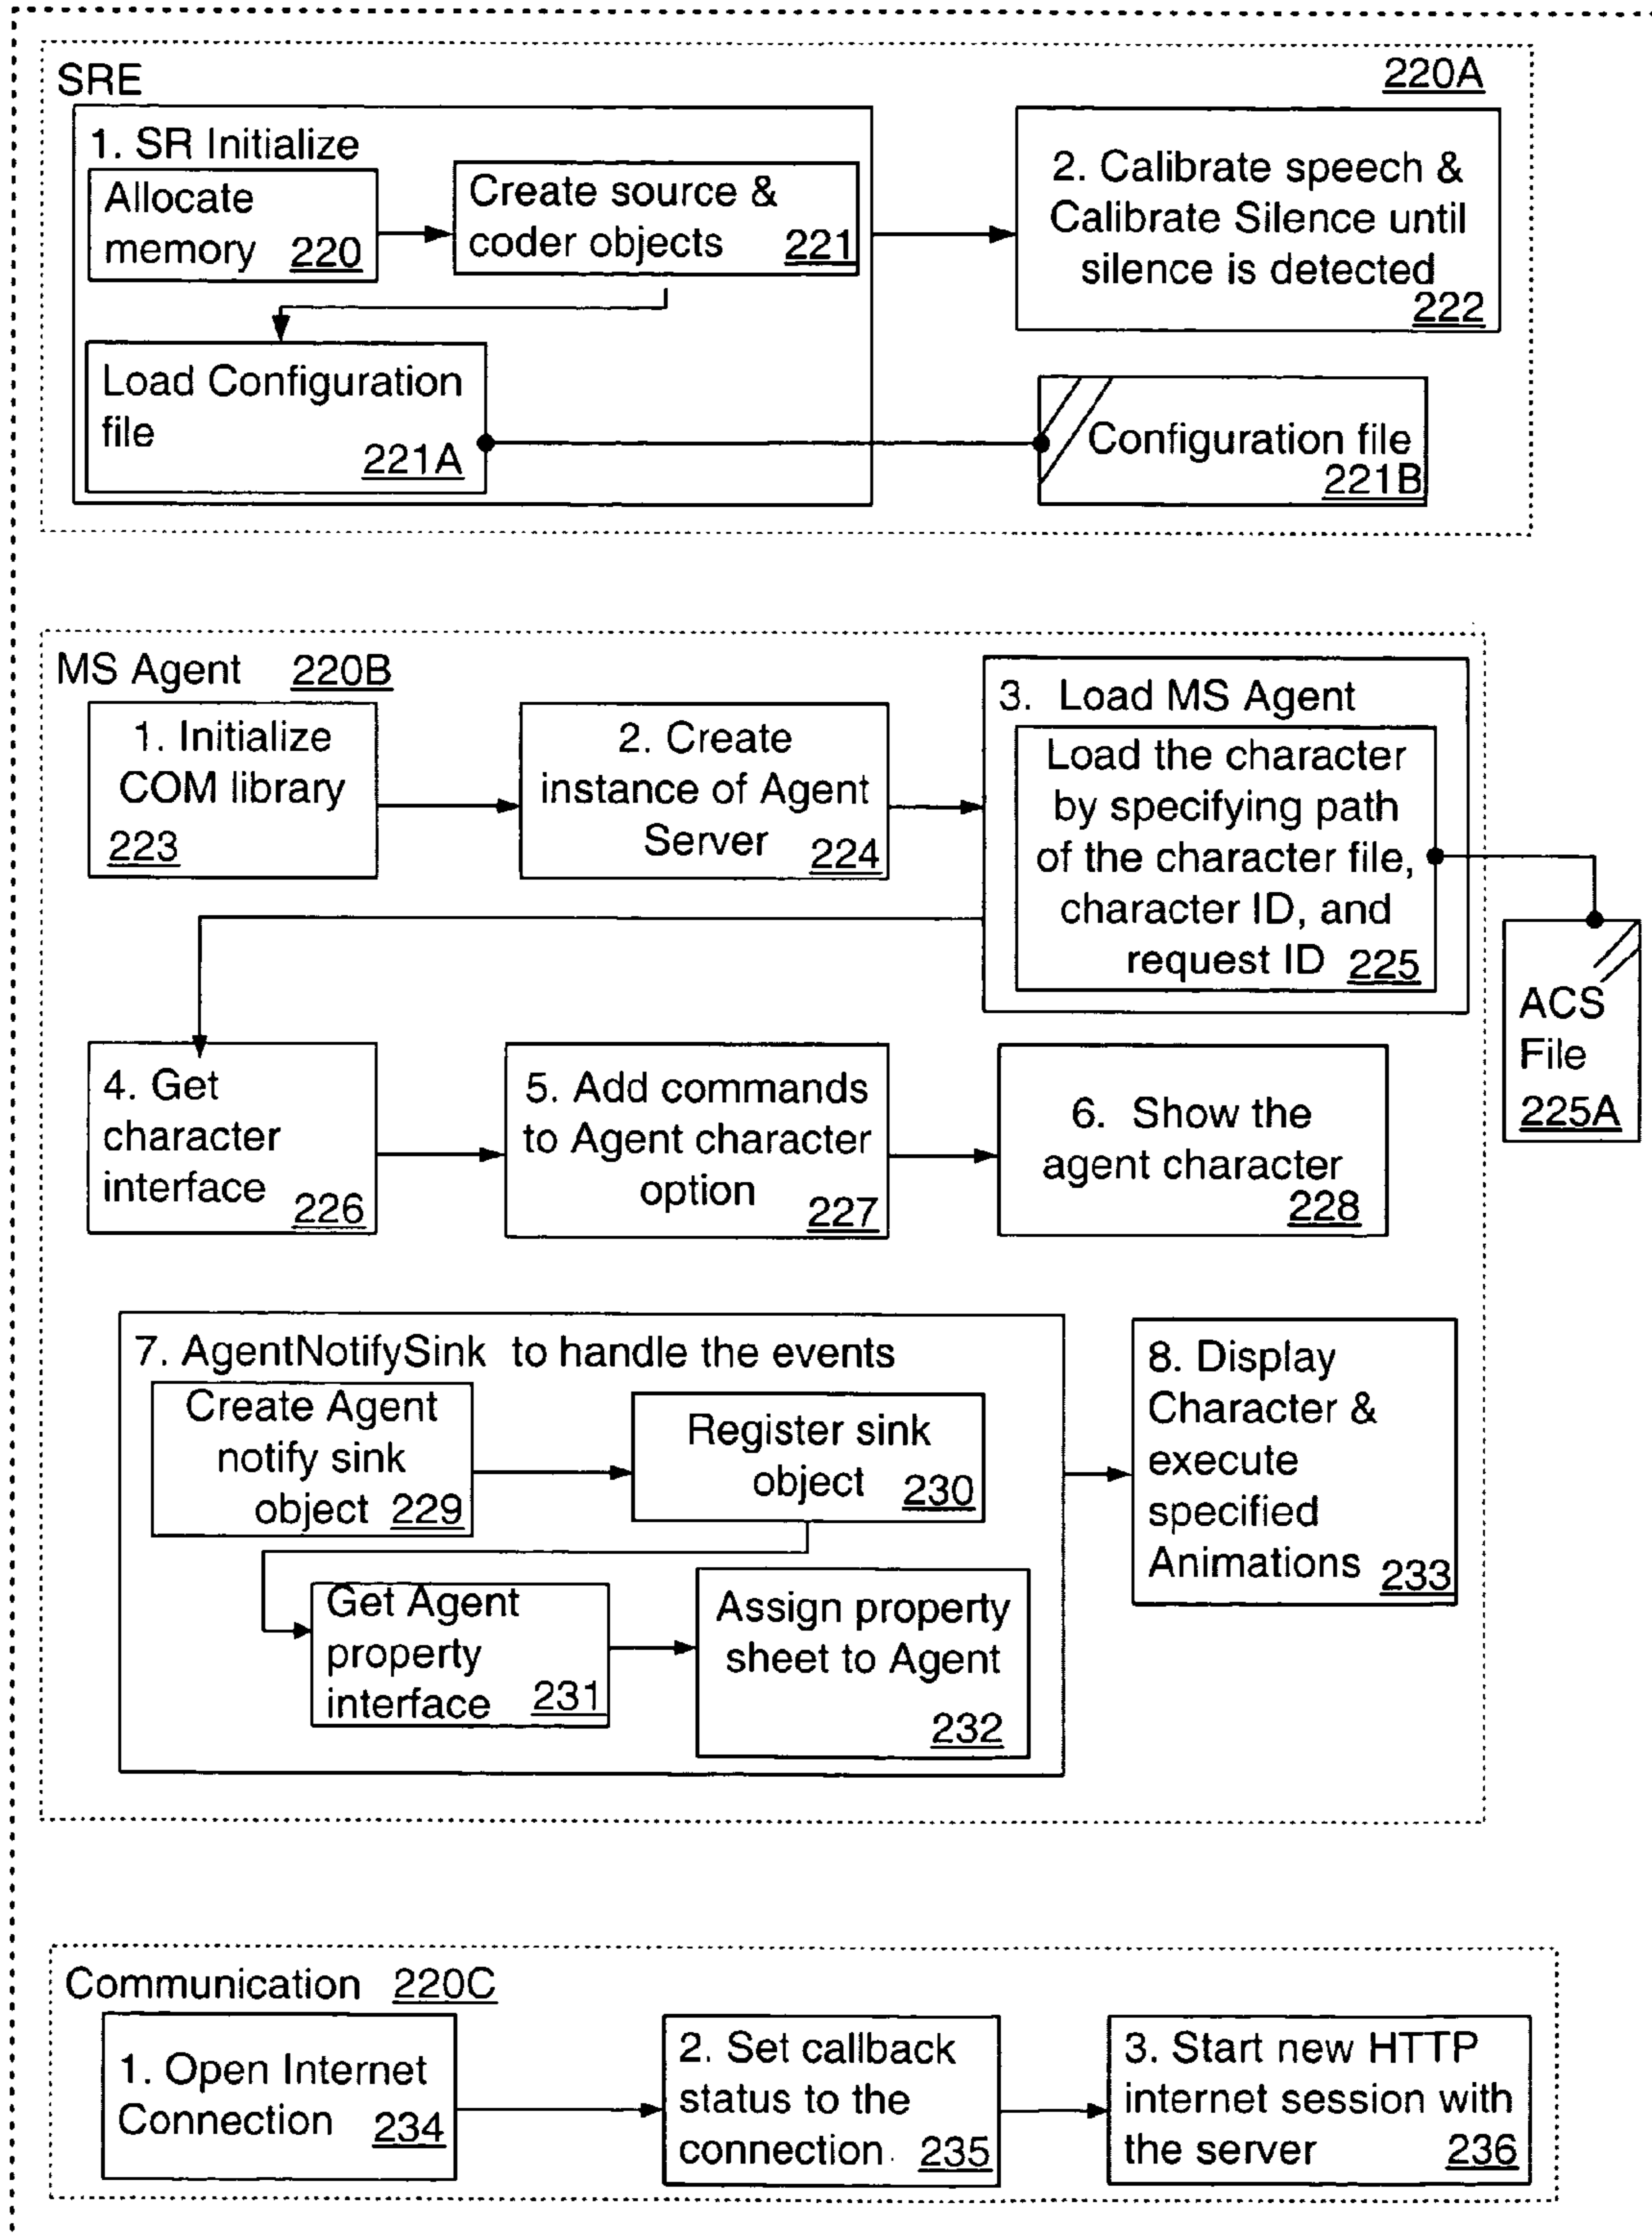 SRE
220A
1. SR Initialize
Allocate
memory 220
Create source &
coder objects 221
2. Calibrate speech &
Calibrate Silence until
silence is detected
222
Load Configuration
file
221A
Configuration file
221B
MS Agent 220B
1. Initialize
COM library
223
2. Create
instance of Agent
Server 224
3. Load MS Agent
Load the character
by specifying path
of the character file,
character ID, and
request ID 225
ACS
File
225A
4. Get
character
interface 226
5. Add commands
to Agent character
option 227
6. Show the
agent character
228
7. AgentNotifySink to handle the events
Create Agent
notify sink
object 229
Register sink
object 230
Get Agent
property
interface 231
Assign property
sheet to Agent
232
8. Display
Character &
execute
specified
Animations 233
Communication 220C
1. Open Internet
Connection 234
2. Set callback
status to the
connection. 235
3. Start new HTTP
internet session with
the server 236